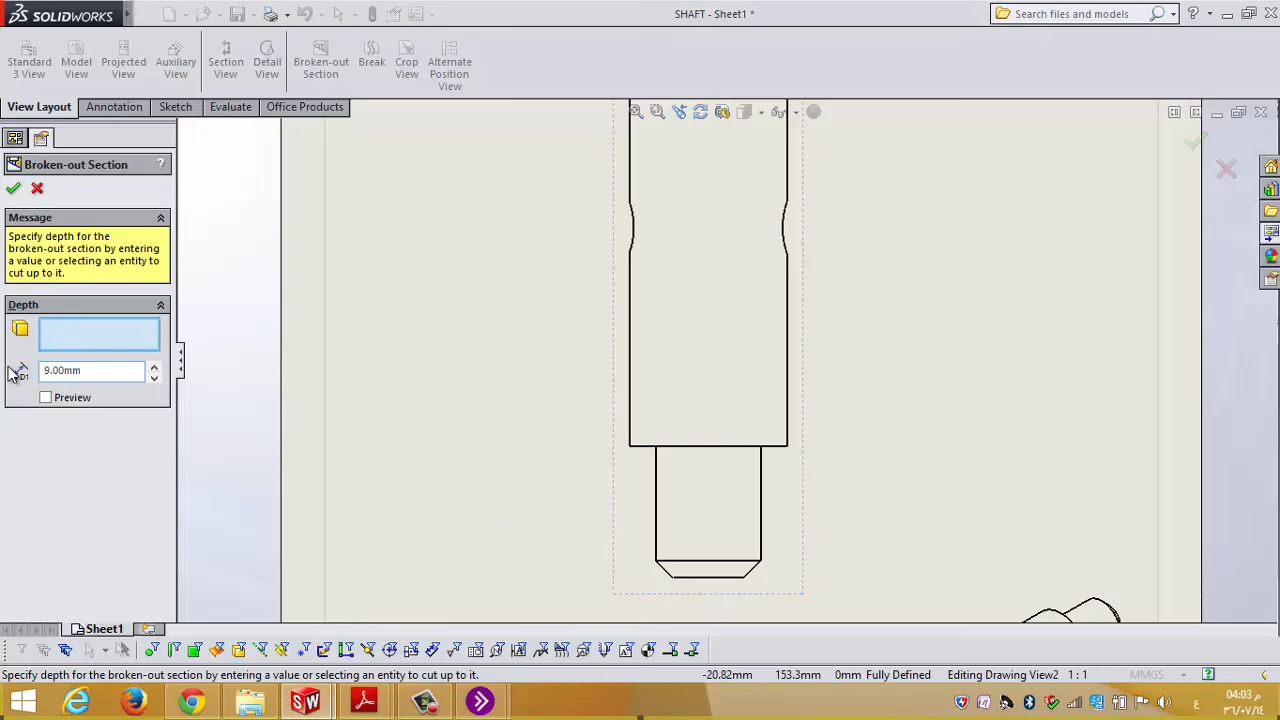 SOLIDWORKS
SHAFT - Sheet1 *
Search files and models
Standard 3 View
Model View
Projected View
Auxiliary View
Section View
Detail View
Broken-out Section
Break
Crop View
Alternate Position View
View Layout
Annotation
Sketch
Evaluate
Office Products
Broken-out Section
?
Message
Specify depth for the
broken-out section by entering
a value or selecting an entity to
cut up to it.
Depth
9.00mm
Preview
Sheet1
Specify depth for the broken-out section by entering a value or selecting an entity to cut up to it.
-20.82mm
153.3mm
0mm
Fully Defined
Editing Drawing View2
1 : 1
MMGS
04:03 م
٣٦/٠٧/١٤
ع